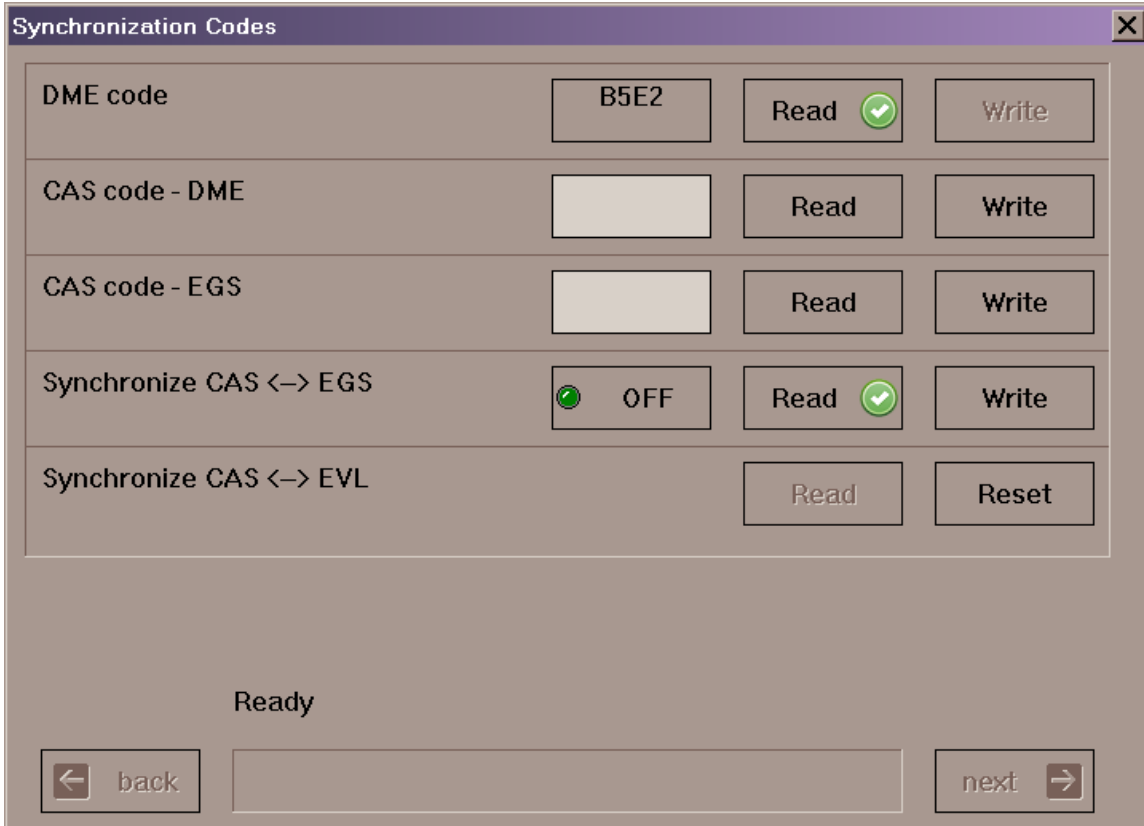 Synchronization Codes
DME code B5E2 Read Write
CAS code - DME Read Write
CAS code - EGS Read Write
Synchronize CAS <–> EGS OFF Read Write
Synchronize CAS <–> EVL Read Reset
Ready
back next